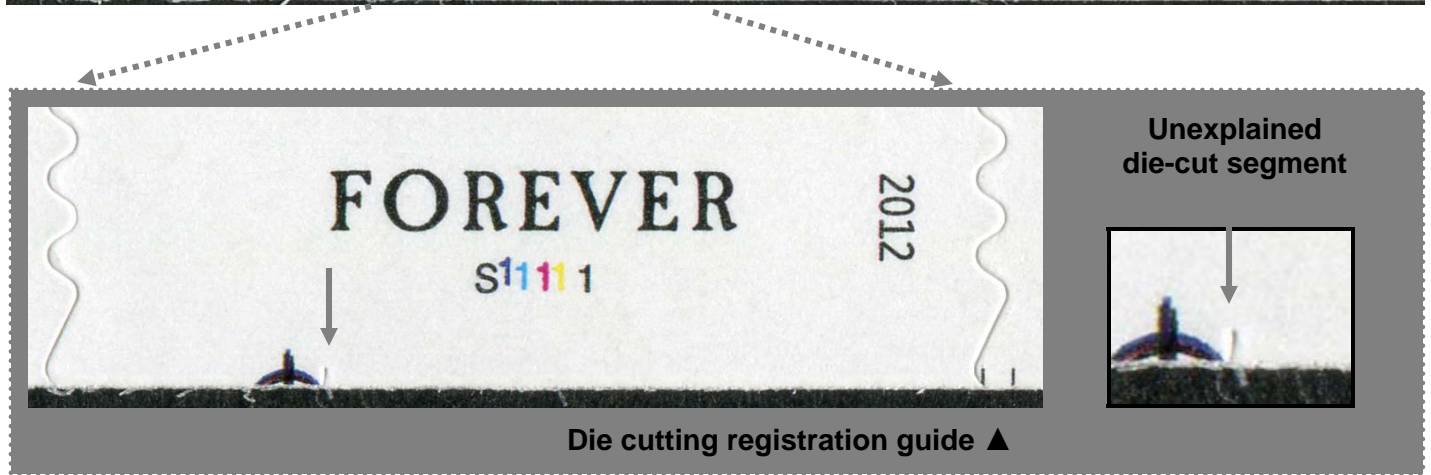 FOREVER
S11111
2012
Unexplained
die-cut segment
Die cutting registration guide ▲